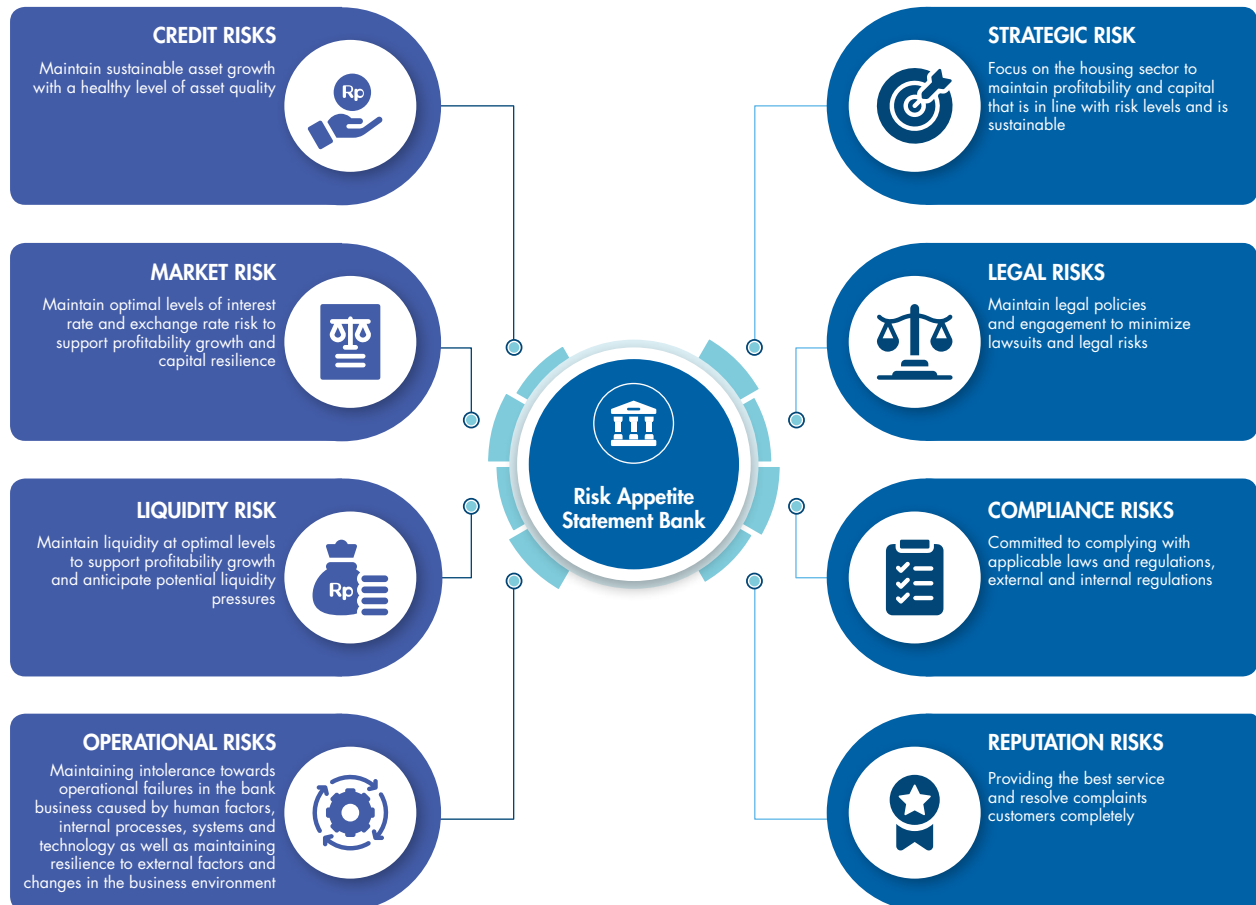 CREDIT RISKS
Maintain sustainable asset growth
with a healthy level of asset quality
Rp
MARKET RISK
Maintain optimal levels of interest
rate and exchange rate risk to
support profitability growth and
capital resilience
LIQUIDITY RISK
Maintain liquidity at optimal levels
to support profitability growth
and anticipate potential liquidity
pressures
Rp
OPERATIONAL RISKS
Maintaining intolerance towards
operational failures in the bank
business caused by human factors,
internal processes, systems and
technology as well as maintaining
resilience to external factors and
changes in the business environment
Risk Appetite
Statement Bank
STRATEGIC RISK
Focus on the housing sector to
maintain profitability and capital
that is in line with risk levels and is
sustainable
LEGAL RISKS
Maintain legal policies
and engagement to minimize
lawsuits and legal risks
COMPLIANCE RISKS
Committed to complying with
applicable laws and regulations,
external and internal regulations
REPUTATION RISKS
Providing the best service
and resolve complaints
customers completely